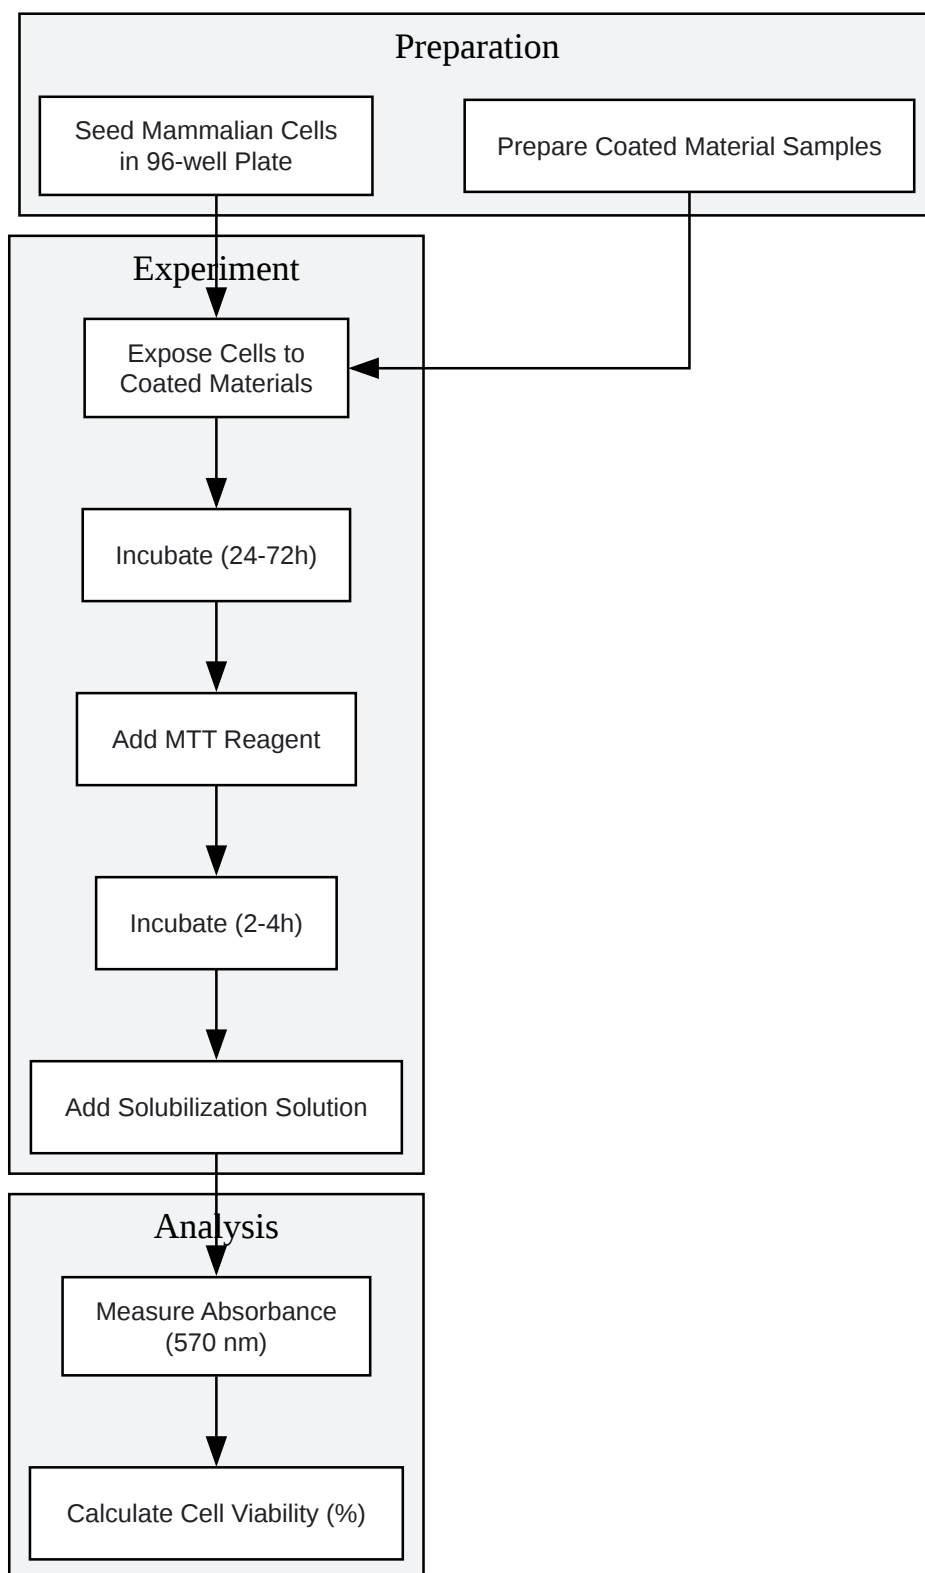 Preparation
Seed Mammalian Cells
in 96-well Plate
Prepare Coated Material Samples
Experiment
Expose Cells to
Coated Materials
Incubate (24-72h)
Add MTT Reagent
Incubate (2-4h)
Add Solubilization Solution
Analysis
Measure Absorbance
(570 nm)
Calculate Cell Viability (%)